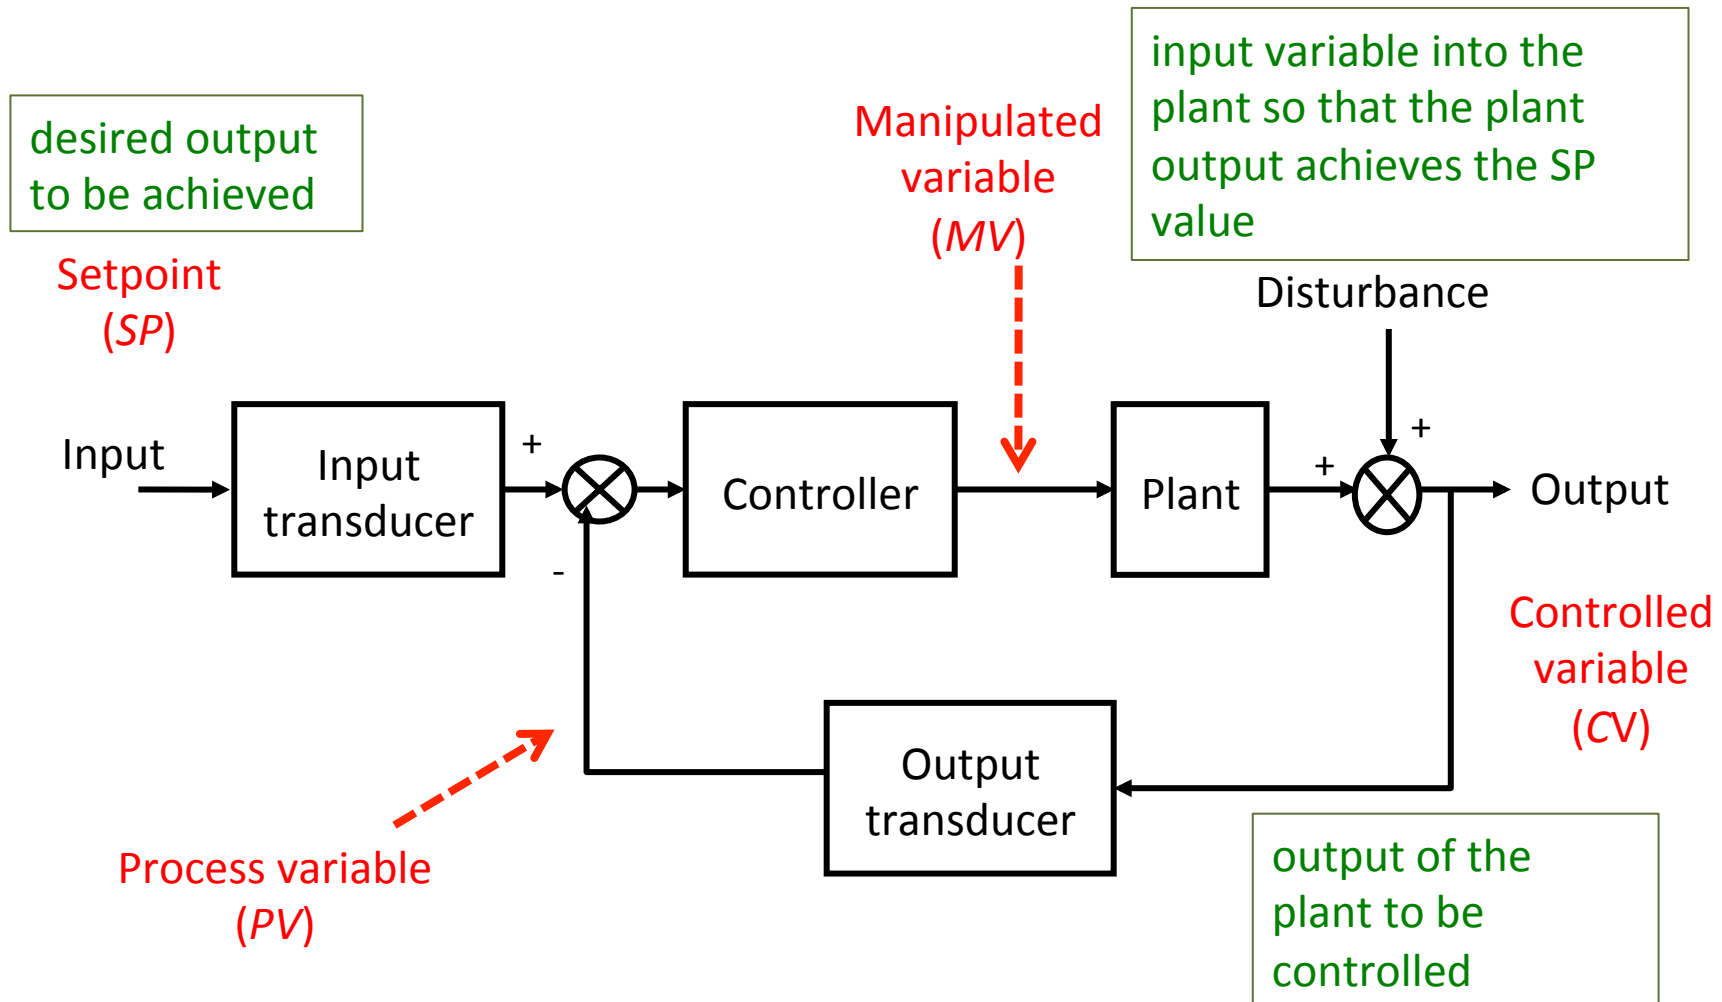 desired output
to be achieved
Setpoint
(SP)
Manipulated
variable
(MV)
input variable into the
plant so that the plant
output achieves the SP
value
Disturbance
+
Input
Input
transducer
+
-
Controller
Plant
+
Output
Controlled
variable
(CV)
Output
transducer
Process variable
(PV)
output of the
plant to be
controlled